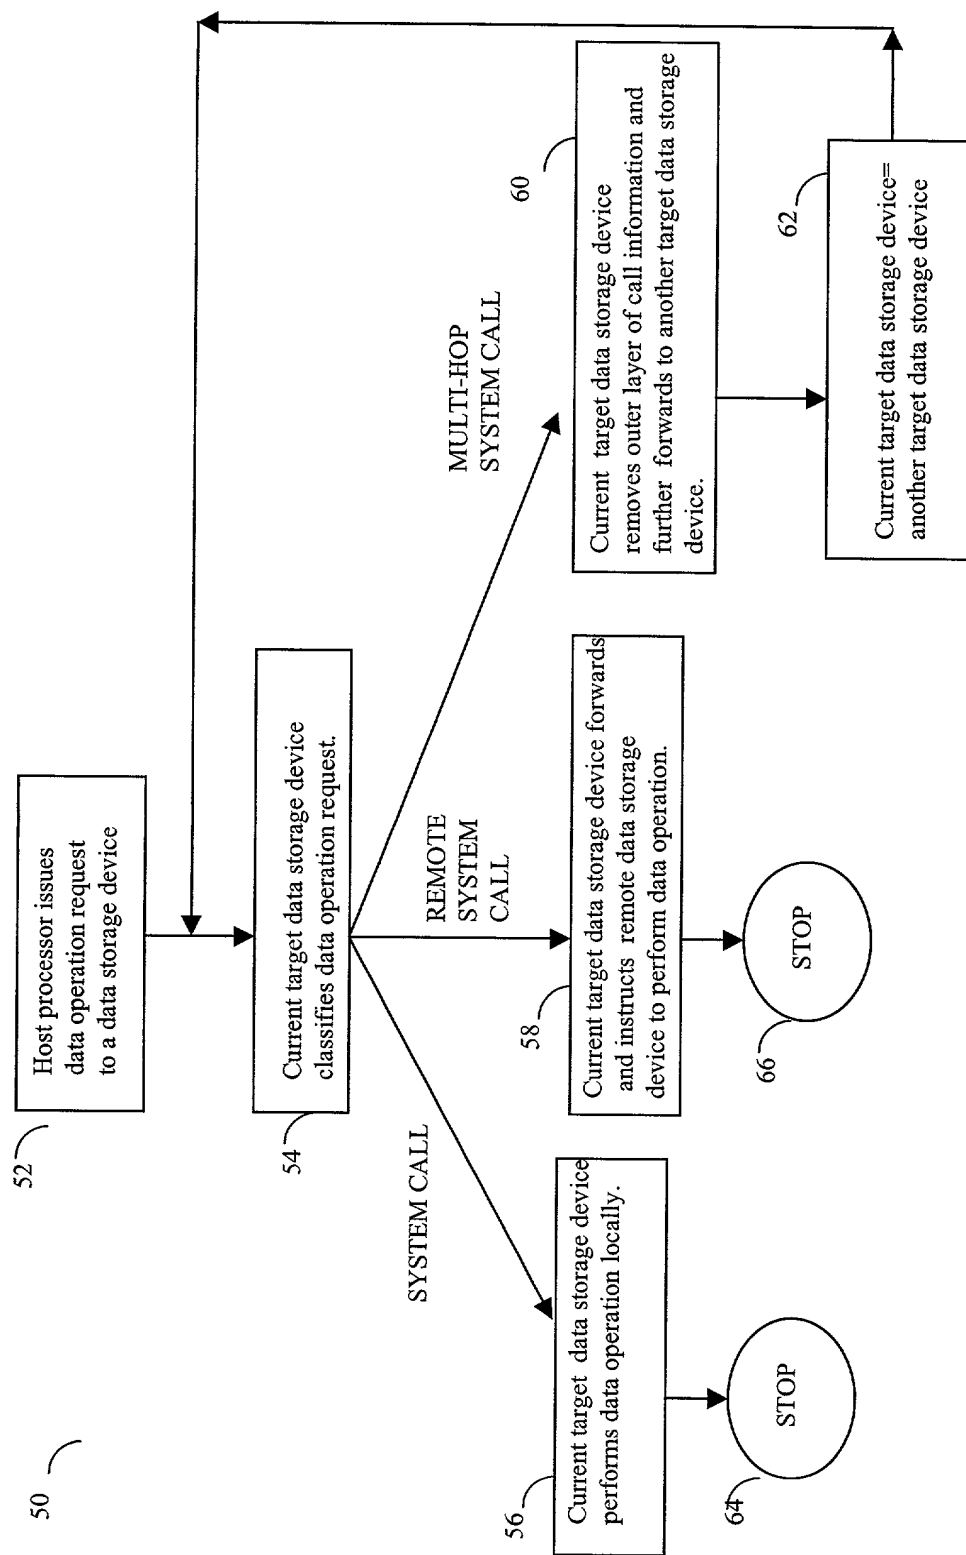 50
52
Host processor issues
data operation request
to a data storage device
54
Current target data storage device
classifies data operation request.
SYSTEM CALL
REMOTE
SYSTEM
CALL
MULTI-HOP
SYSTEM CALL
56
Current target data storage device
performs data operation locally.
58
Current target data storage device forwards
and instructs remote data storage
device to perform data operation.
60
Current target data storage device
removes outer layer of call information and
further forwards to another target data storage
device.
62
Current target data storage device=
another target data storage device
64
STOP
66
STOP